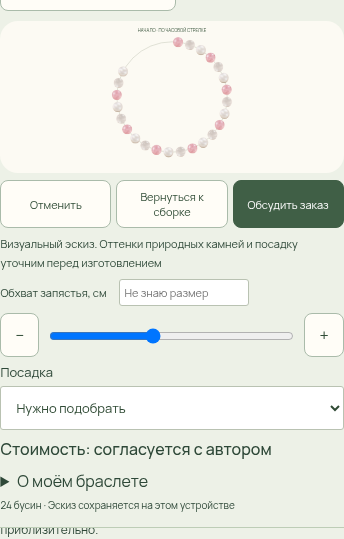 НАЧАЛО · ПО ЧАСОВОЙ СТРЕЛКЕ
Отменить
Вернуться к
сборке
Обсудить заказ
Визуальный эскиз. Оттенки природных камней и посадку
уточним перед изготовлением
Обхват запястья, см
Не знаю размер
−
+
Посадка
Нужно подобрать
Стоимость: согласуется с автором
О моём браслете
24 бусин · Эскиз сохраняется на этом устройстве
приблизительно.